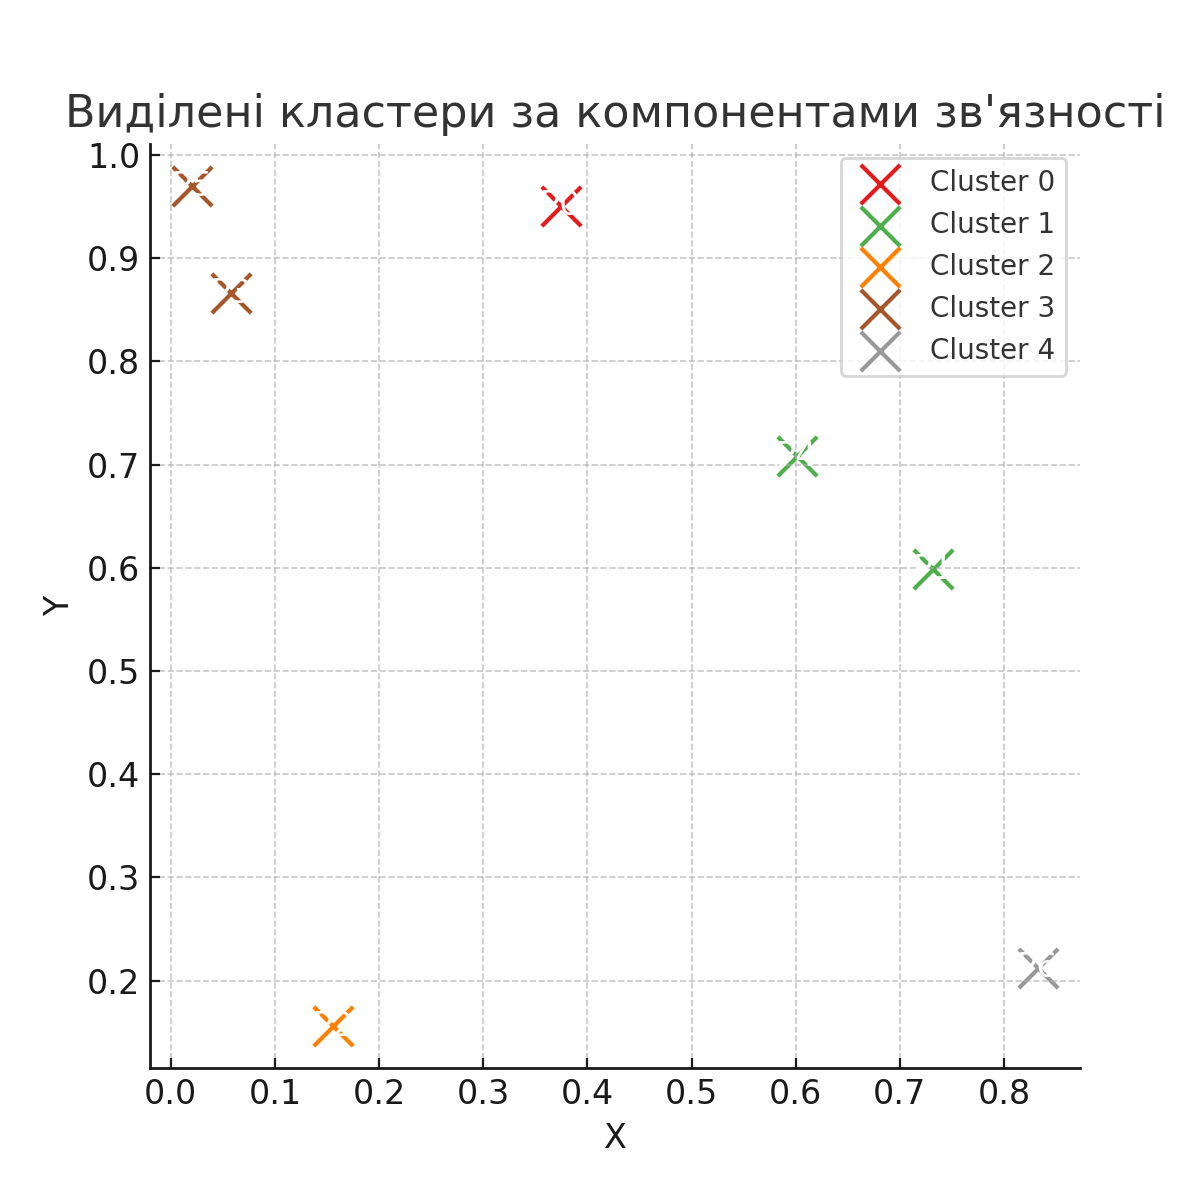 Виділені кластери за компонентами зв'язності
1.0
0.9
0.8
0.7
0.6
0.5
0.4
0.3
0.2
Y
Cluster 0
Cluster 1
Cluster 2
Cluster 3
Cluster 4
0.0 0.1 0.2 0.3 0.4 0.5 0.6 0.7 0.8
X